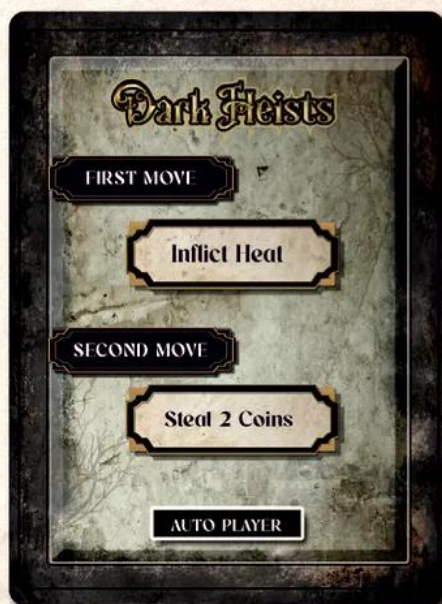 Dark Heists
FIRST MOVE
Inflict Heat
SECOND MOVE
Steal 2 Coins
AUTO PLAYER